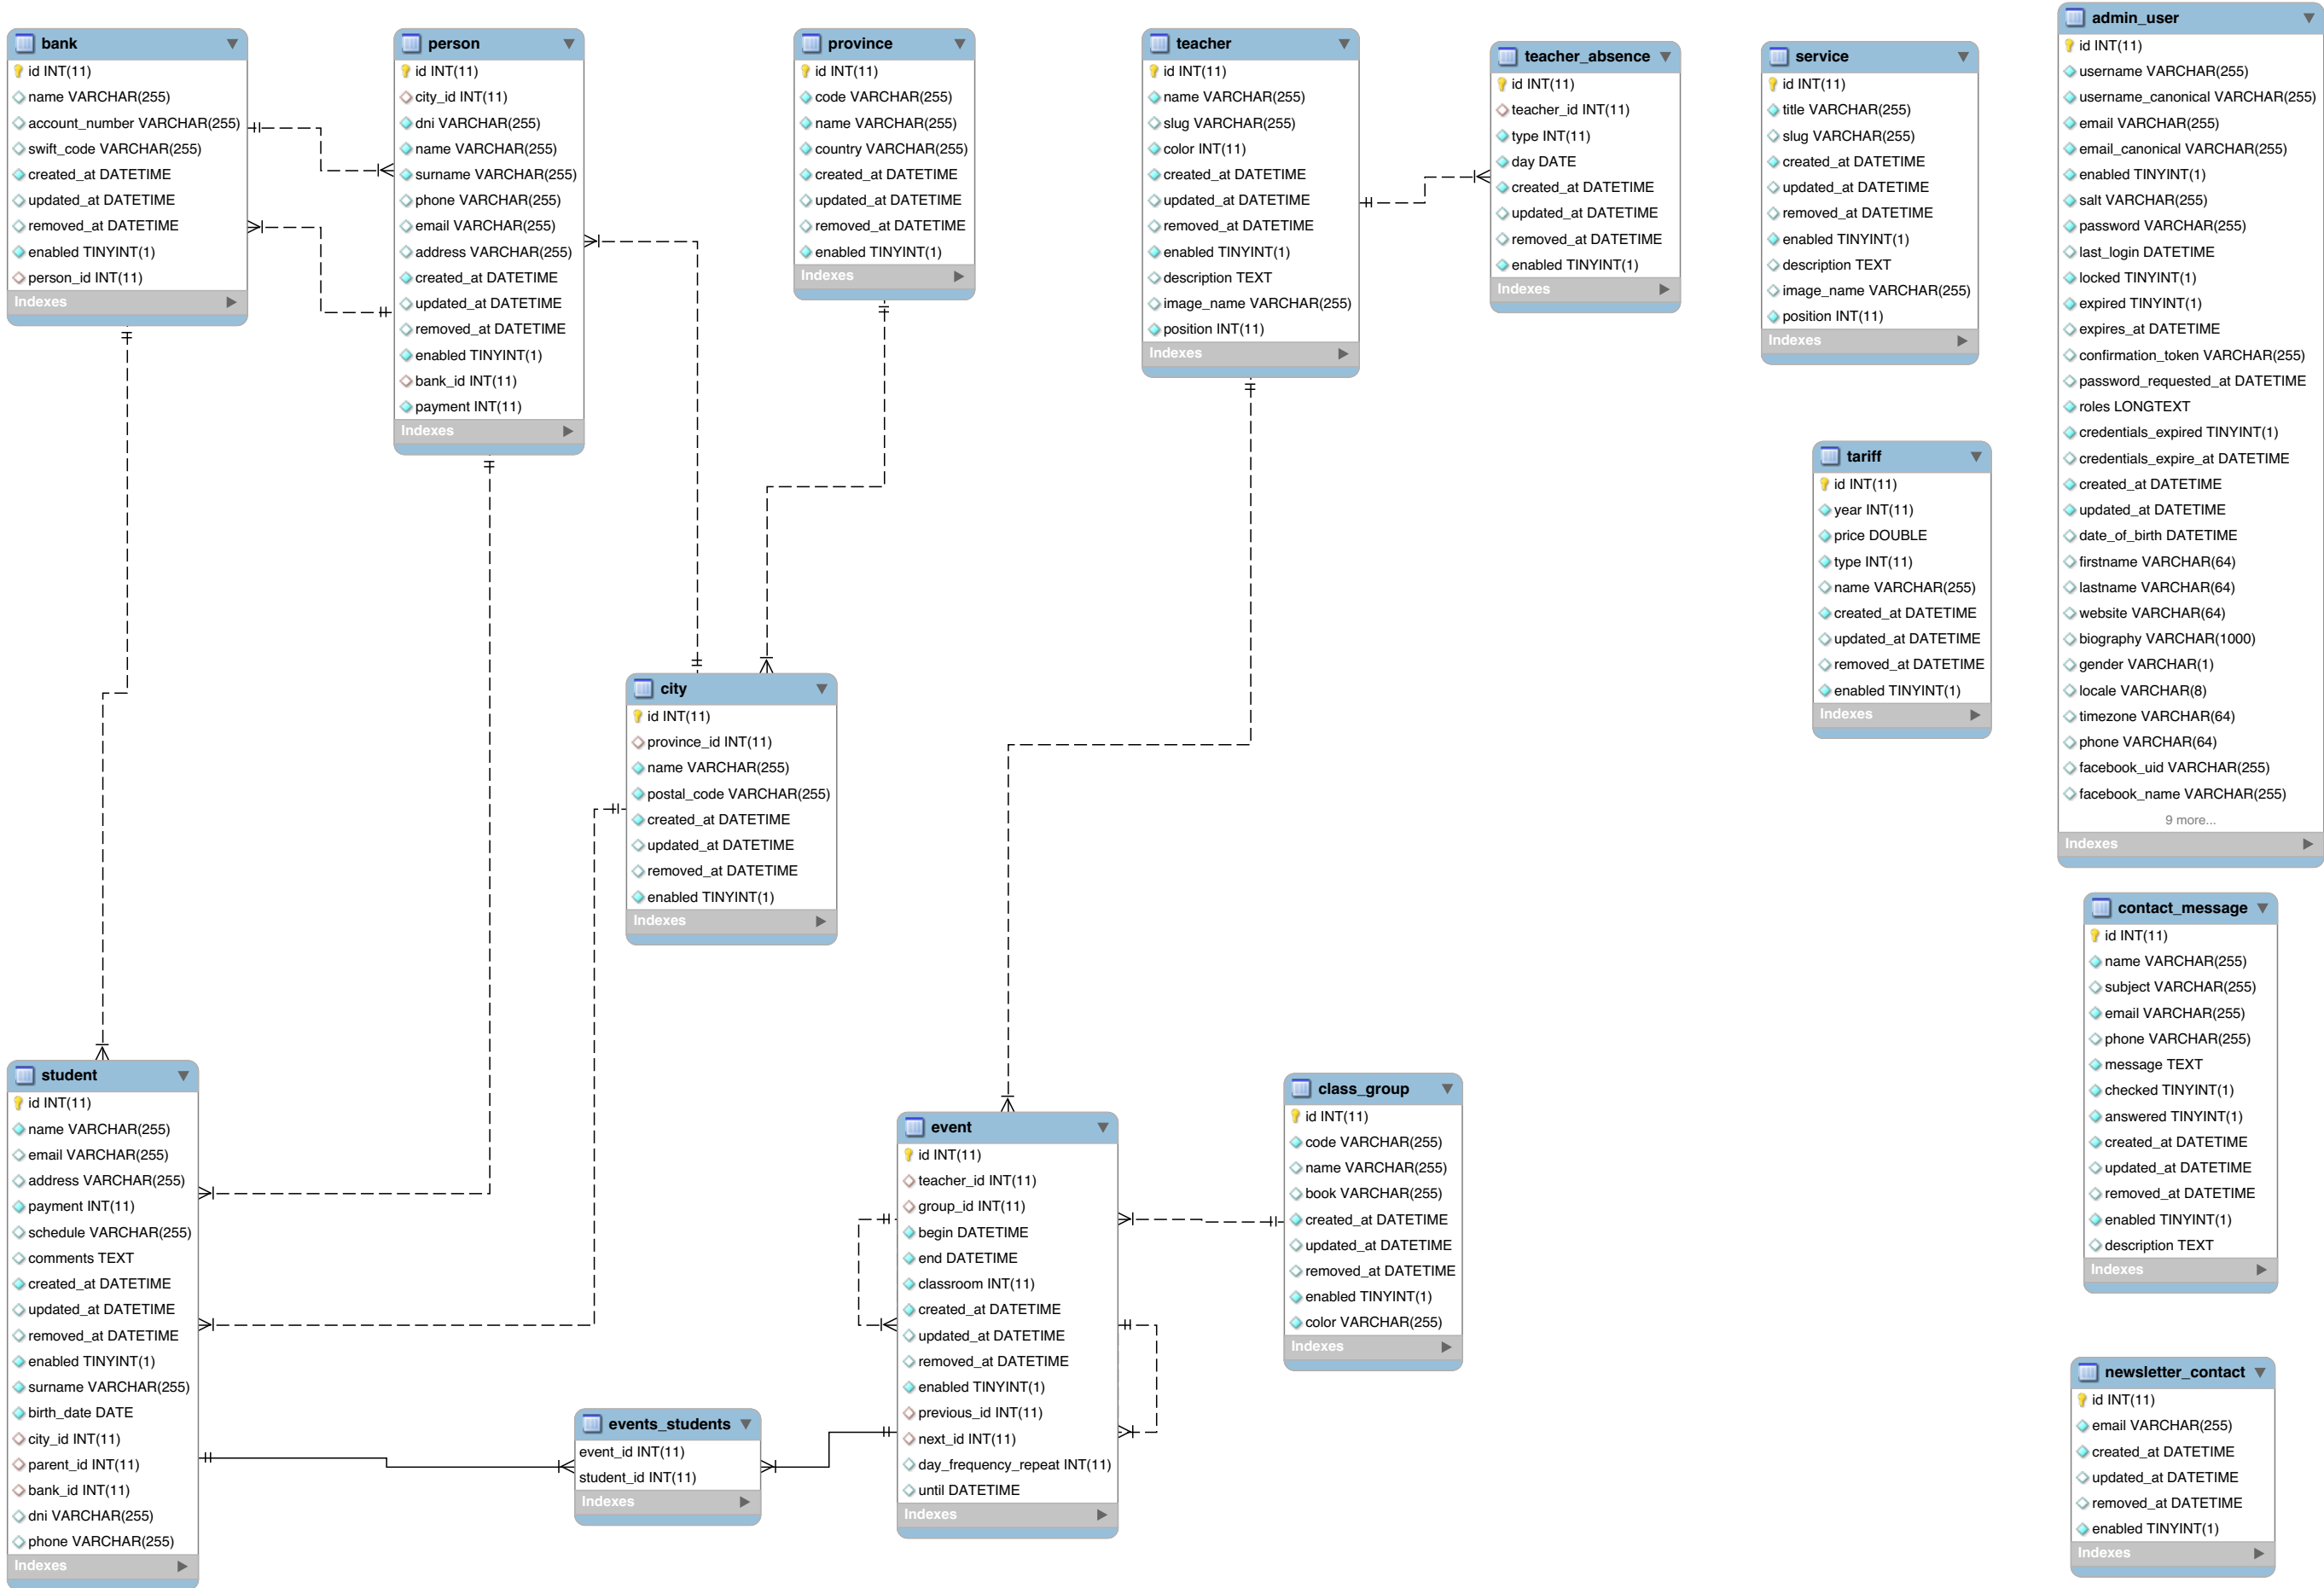 bank
id INT(11)
name VARCHAR(255)
account_number VARCHAR(255)
swift_code VARCHAR(255)
created_at DATETIME
updated_at DATETIME
removed_at DATETIME
enabled TINYINT(1)
person_id INT(11)
Indexes
person
id INT(11)
city_id INT(11)
dni VARCHAR(255)
name VARCHAR(255)
surname VARCHAR(255)
phone VARCHAR(255)
email VARCHAR(255)
address VARCHAR(255)
created_at DATETIME
updated_at DATETIME
removed_at DATETIME
enabled TINYINT(1)
bank_id INT(11)
payment INT(11)
Indexes
province
id INT(11)
code VARCHAR(255)
name VARCHAR(255)
country VARCHAR(255)
created_at DATETIME
updated_at DATETIME
removed_at DATETIME
enabled TINYINT(1)
Indexes
teacher
id INT(11)
name VARCHAR(255)
slug VARCHAR(255)
color INT(11)
created_at DATETIME
updated_at DATETIME
removed_at DATETIME
enabled TINYINT(1)
description TEXT
image_name VARCHAR(255)
position INT(11)
Indexes
teacher_absence
id INT(11)
teacher_id INT(11)
type INT(11)
day DATE
created_at DATETIME
updated_at DATETIME
removed_at DATETIME
enabled TINYINT(1)
Indexes
service
id INT(11)
title VARCHAR(255)
slug VARCHAR(255)
created_at DATETIME
updated_at DATETIME
removed_at DATETIME
enabled TINYINT(1)
description TEXT
image_name VARCHAR(255)
position INT(11)
Indexes
admin_user
id INT(11)
username VARCHAR(255)
username_canonical VARCHAR(255)
email VARCHAR(255)
email_canonical VARCHAR(255)
enabled TINYINT(1)
salt VARCHAR(255)
password VARCHAR(255)
last_login DATETIME
locked TINYINT(1)
expired TINYINT(1)
expires_at DATETIME
confirmation_token VARCHAR(255)
password_requested_at DATETIME
roles LONGTEXT
credentials_expired TINYINT(1)
credentials_expire_at DATETIME
created_at DATETIME
updated_at DATETIME
date_of_birth DATETIME
firstname VARCHAR(64)
lastname VARCHAR(64)
website VARCHAR(64)
biography VARCHAR(1000)
gender VARCHAR(1)
locale VARCHAR(8)
timezone VARCHAR(64)
phone VARCHAR(64)
facebook_uid VARCHAR(255)
facebook_name VARCHAR(255)
9 more...
Indexes
tariff
id INT(11)
year INT(11)
price DOUBLE
type INT(11)
name VARCHAR(255)
created_at DATETIME
updated_at DATETIME
removed_at DATETIME
enabled TINYINT(1)
Indexes
city
id INT(11)
province_id INT(11)
name VARCHAR(255)
postal_code VARCHAR(255)
created_at DATETIME
updated_at DATETIME
removed_at DATETIME
enabled TINYINT(1)
Indexes
contact_message
id INT(11)
name VARCHAR(255)
subject VARCHAR(255)
email VARCHAR(255)
phone VARCHAR(255)
message TEXT
checked TINYINT(1)
answered TINYINT(1)
created_at DATETIME
updated_at DATETIME
removed_at DATETIME
enabled TINYINT(1)
description TEXT
Indexes
student
id INT(11)
name VARCHAR(255)
email VARCHAR(255)
address VARCHAR(255)
payment INT(11)
schedule VARCHAR(255)
comments TEXT
created_at DATETIME
updated_at DATETIME
removed_at DATETIME
enabled TINYINT(1)
surname VARCHAR(255)
birth_date DATE
city_id INT(11)
parent_id INT(11)
bank_id INT(11)
dni VARCHAR(255)
phone VARCHAR(255)
Indexes
events_students
event_id INT(11)
student_id INT(11)
Indexes
event
id INT(11)
teacher_id INT(11)
group_id INT(11)
begin DATETIME
end DATETIME
classroom INT(11)
created_at DATETIME
updated_at DATETIME
removed_at DATETIME
enabled TINYINT(1)
previous_id INT(11)
next_id INT(11)
day_frequency_repeat INT(11)
until DATETIME
Indexes
class_group
id INT(11)
code VARCHAR(255)
name VARCHAR(255)
book VARCHAR(255)
created_at DATETIME
updated_at DATETIME
removed_at DATETIME
enabled TINYINT(1)
color VARCHAR(255)
Indexes
newsletter_contact
id INT(11)
email VARCHAR(255)
created_at DATETIME
updated_at DATETIME
removed_at DATETIME
enabled TINYINT(1)
Indexes